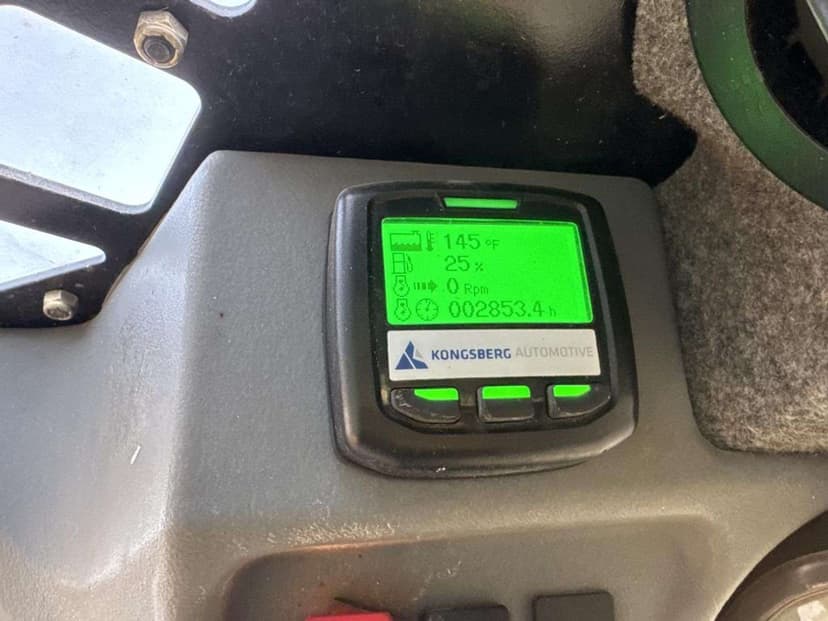 145 °F
25 %
0 Rpm
002853.4 h
KONGSBERG AUTOMOTIVE